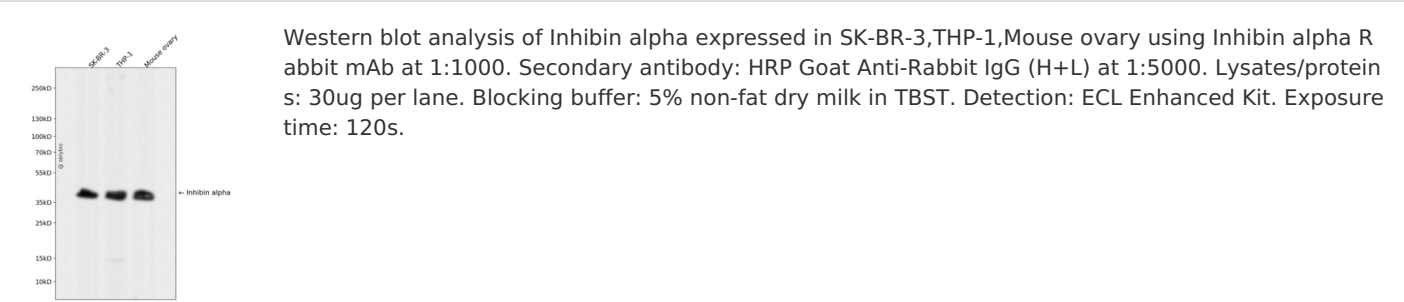 SK-BR-3
THP-1
Mouse ovary
250kD
130kD
100kD
70kD
55kD
35kD
25kD
15kD
10kD
@ ablybio
← Inhibin alpha
Western blot analysis of Inhibin alpha expressed in SK-BR-3,THP-1,Mouse ovary using Inhibin alpha R
abbit mAb at 1:1000. Secondary antibody: HRP Goat Anti-Rabbit IgG (H+L) at 1:5000. Lysates/protein
s: 30ug per lane. Blocking buffer: 5% non-fat dry milk in TBST. Detection: ECL Enhanced Kit. Exposure
time: 120s.